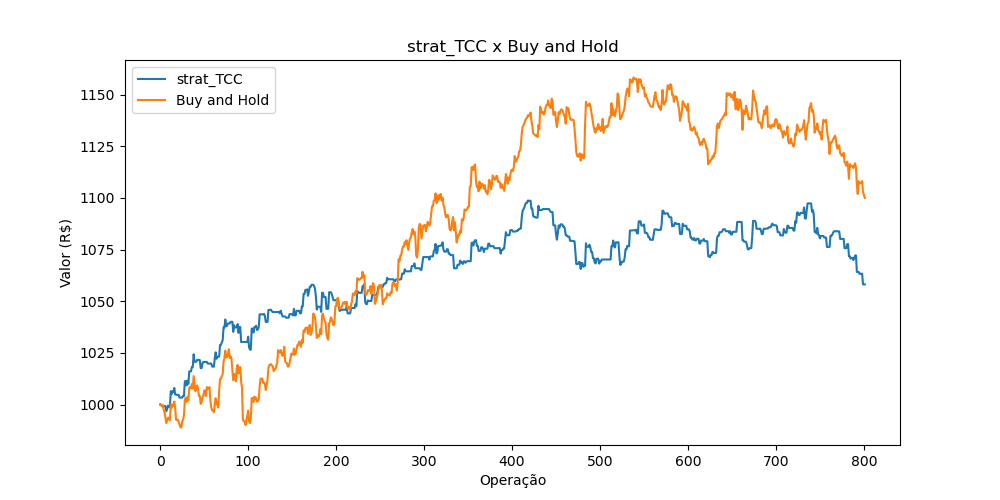 strat_TCC x Buy and Hold
strat_TCC
Buy and Hold
Valor (R$)
1150
1125
1100
1075
1050
1025
1000
0 100 200 300 400 500 600 700 800
Operação